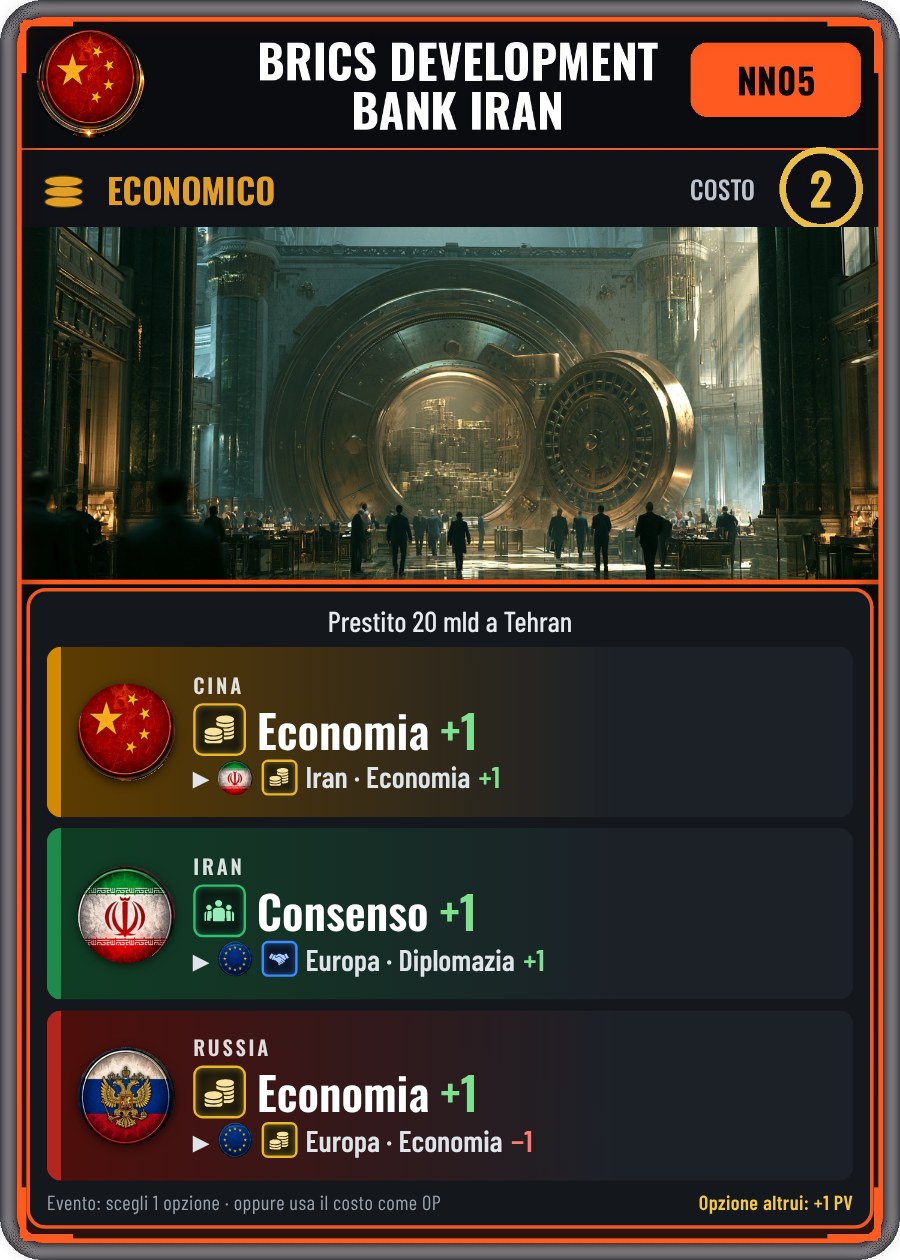 BRICS DEVELOPMENT
BANK IRAN
NN05
ECONOMICO
COSTO
2
Prestito 20 mld a Tehran
CINA
Economia +1
▶ Iran · Economia +1
IRAN
Consenso +1
▶ Europa · Diplomazia +1
RUSSIA
Economia +1
▶ Europa · Economia −1
Evento: scegli 1 opzione · oppure usa il costo come OP
Opzione altrui: +1 PV